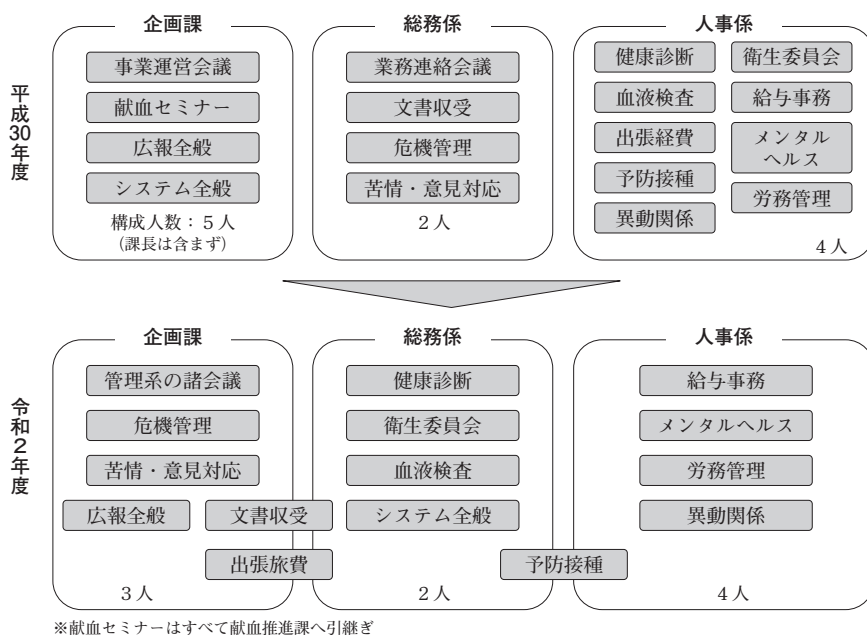 平成30年度
企画課
事業運営会議
献血セミナー
広報全般
システム全般
構成人数：5人
（課長は含まず）
総務係
業務連絡会議
文書収受
危機管理
苦情・意見対応
2人
人事係
健康診断
血液検査
出張経費
予防接種
異動関係
衛生委員会
給与事務
メンタル
ヘルス
労務管理
4人
令和2年度
企画課
管理系の諸会議
危機管理
苦情・意見対応
広報全般
文書収受
出張旅費
3人
総務係
健康診断
衛生委員会
血液検査
システム全般
予防接種
2人
人事係
給与事務
メンタルヘルス
労務管理
異動関係
4人
※献血セミナーはすべて献血推進課へ引継ぎ